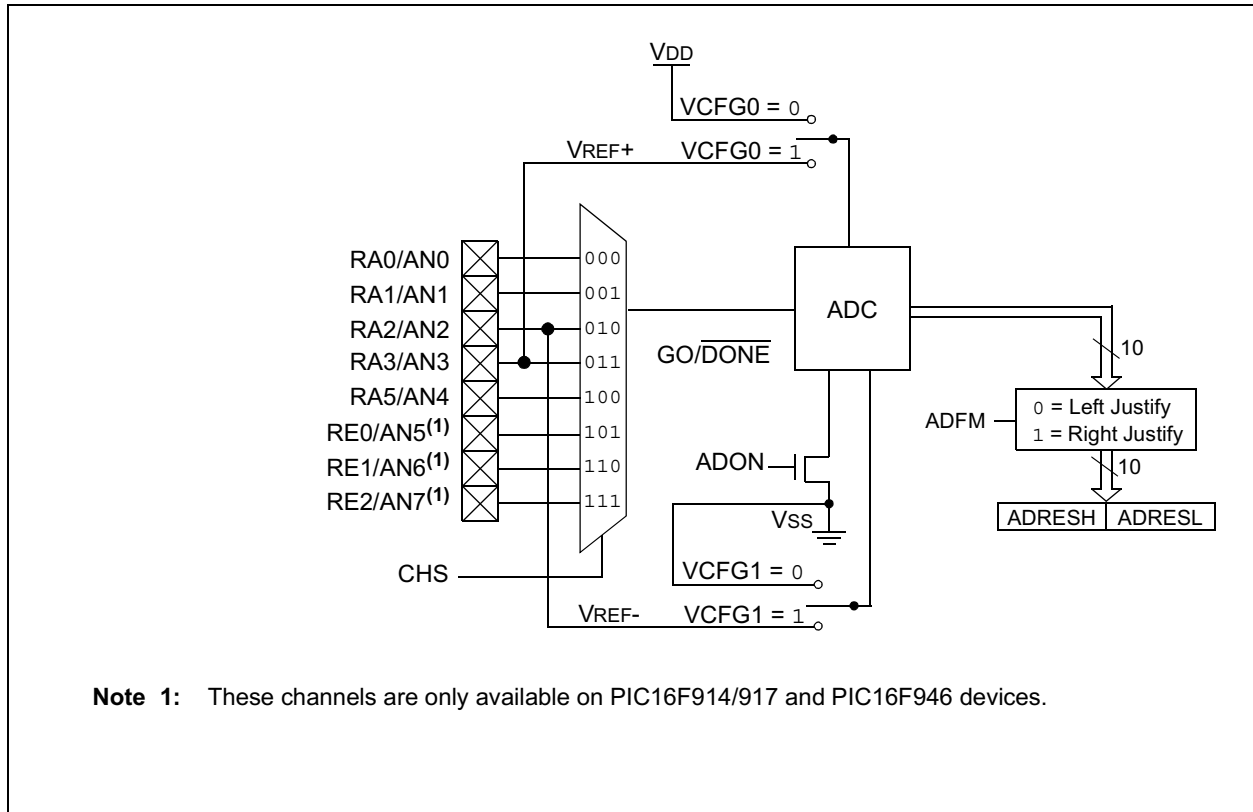 VDD
VCFG0 = 0
VREF+ VCFG0 = 1
RA0/AN0 000
RA1/AN1 001
RA2/AN2 010
RA3/AN3 011
RA5/AN4 100
RE0/AN5(1) 101
RE1/AN6(1) 110
RE2/AN7(1) 111
CHS
ADC
GO/DONE
10
ADFM
0 = Left Justify
1 = Right Justify
10
ADRESH ADRESL
ADON
VSS
VCFG1 = 0
VREF- VCFG1 = 1
Note 1: These channels are only available on PIC16F914/917 and PIC16F946 devices.